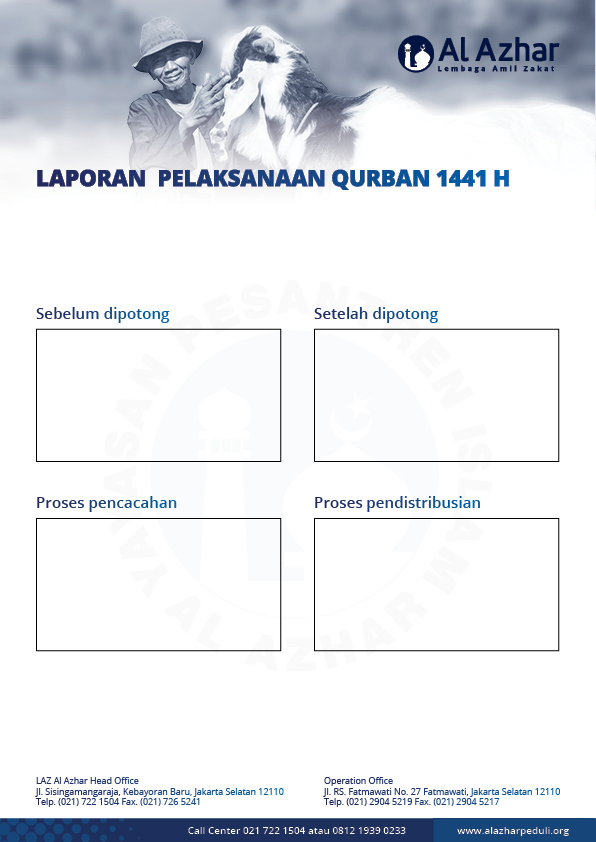 Al Azhar
Lembaga Amil Zakat
LAPORAN PELAKSANAAN QURBAN 1441 H
Sebelum dipotong
Setelah dipotong
YAYASAN PESANTREN ISLAM
AL AZHAR
Proses pencacahan
Proses pendistribusian
LAZ Al Azhar Head Office
Jl. Sisingamangaraja, Kebayoran Baru, Jakarta Selatan 12110
Telp. (021) 722 1504 Fax. (021) 726 5241
Operation Office
Jl. RS. Fatmawati No. 27 Fatmawati, Jakarta Selatan 12110
Telp. (021) 2904 5219 Fax. (021) 2904 5217
Call Center 021 722 1504 atau 0812 1939 0233
www.alazharpeduli.org